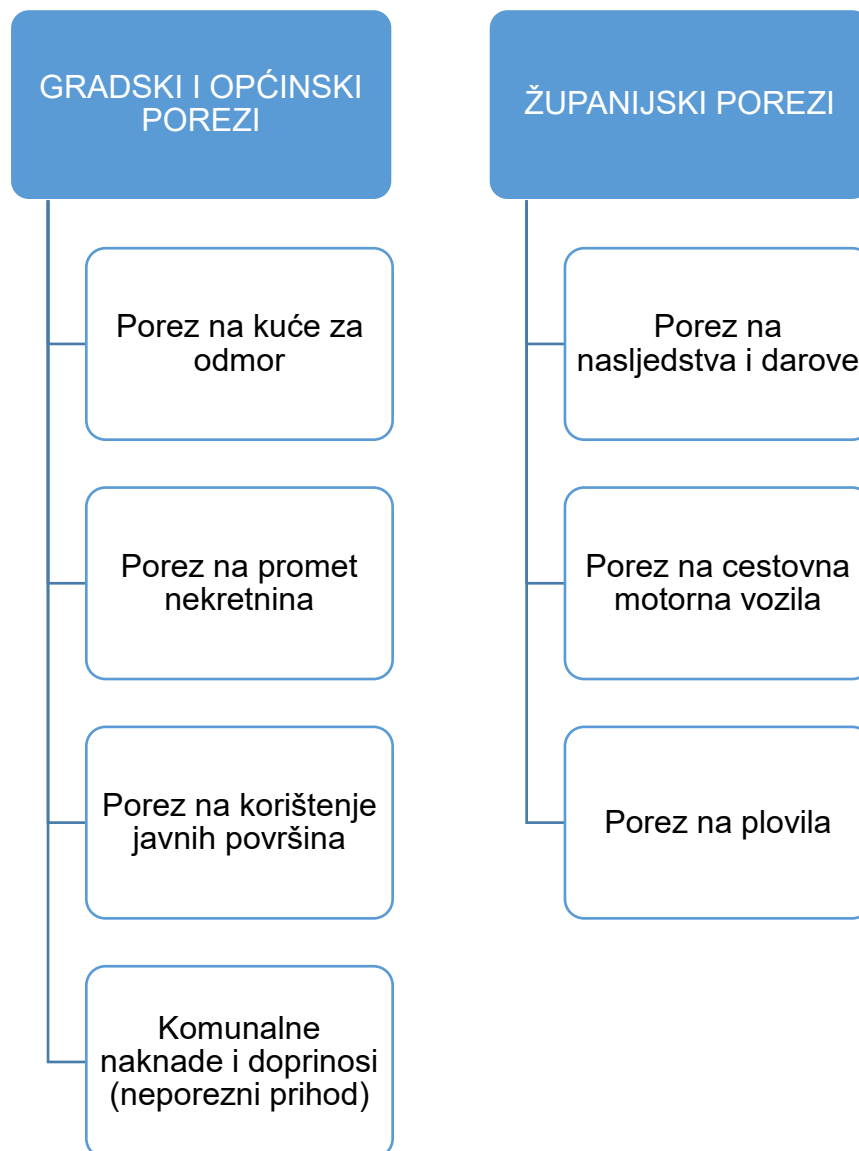 GRADSKI I OPĆINSKI
POREZI
Porez na kuće za
odmor
Porez na promet
nekretnina
Porez na korištenje
javnih površina
Komunalne
naknade i doprinosi
(neporezni prihod)
ŽUPANIJSKI POREZI
Porez na
nasljedstva i darove
Porez na cestovna
motorna vozila
Porez na plovila